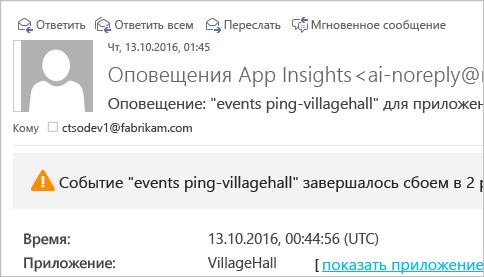 Ответить Ответить всем Переслать Мгновенное сообщение
Чт, 13.10.2016, 01:45
Оповещения App Insights<ai-noreply@
Оповещение: "events ping-villagehall" для приложен
Кому ctsodev1@fabrikam.com
Событие "events ping-villagehall" завершалось сбоем в 2
Время: 13.10.2016, 00:44:56 (UTC)
Приложение: VillageHall [показать приложение